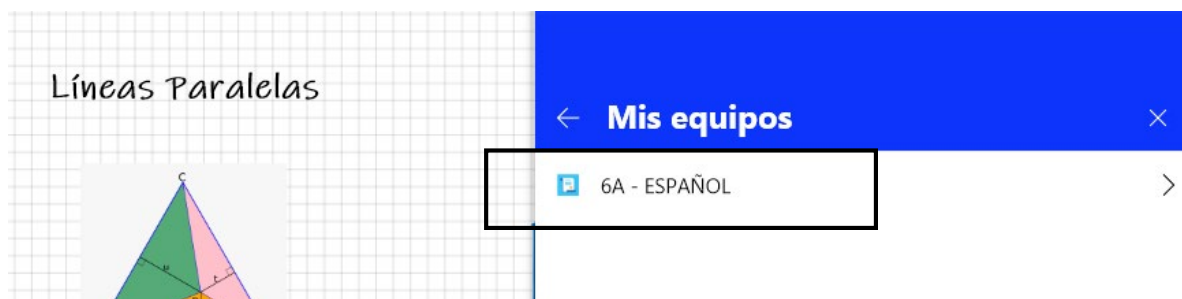 Líneas Paralelas
Mis equipos
6A - ESPAÑOL
C
u
t